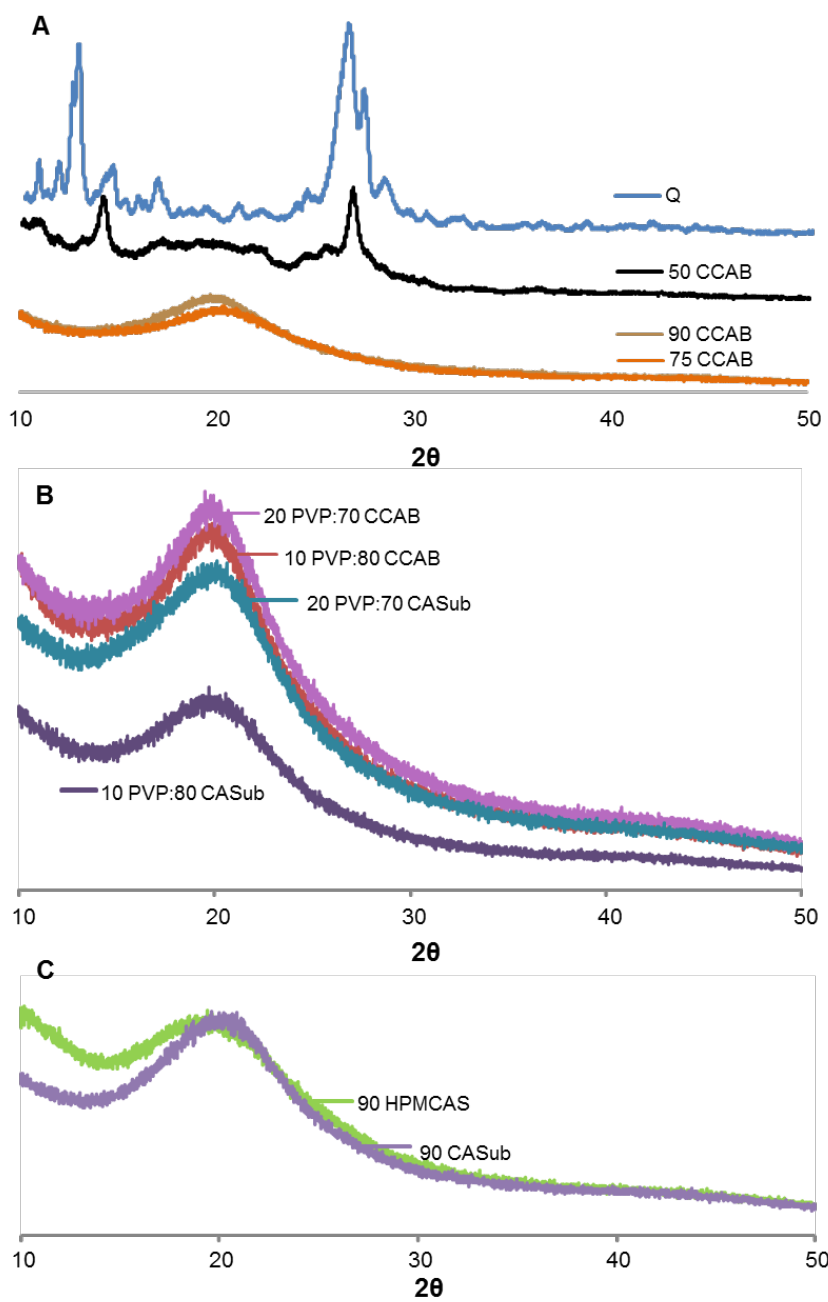 A
Q
50 CCAB
90 CCAB
75 CCAB
10 20 30 40 50
2θ
B
20 PVP:70 CCAB
10 PVP:80 CCAB
20 PVP:70 CASub
10 PVP:80 CASub
10 20 30 40 50
2θ
C
90 HPMCAS
90 CASub
10 20 30 40 50
2θ